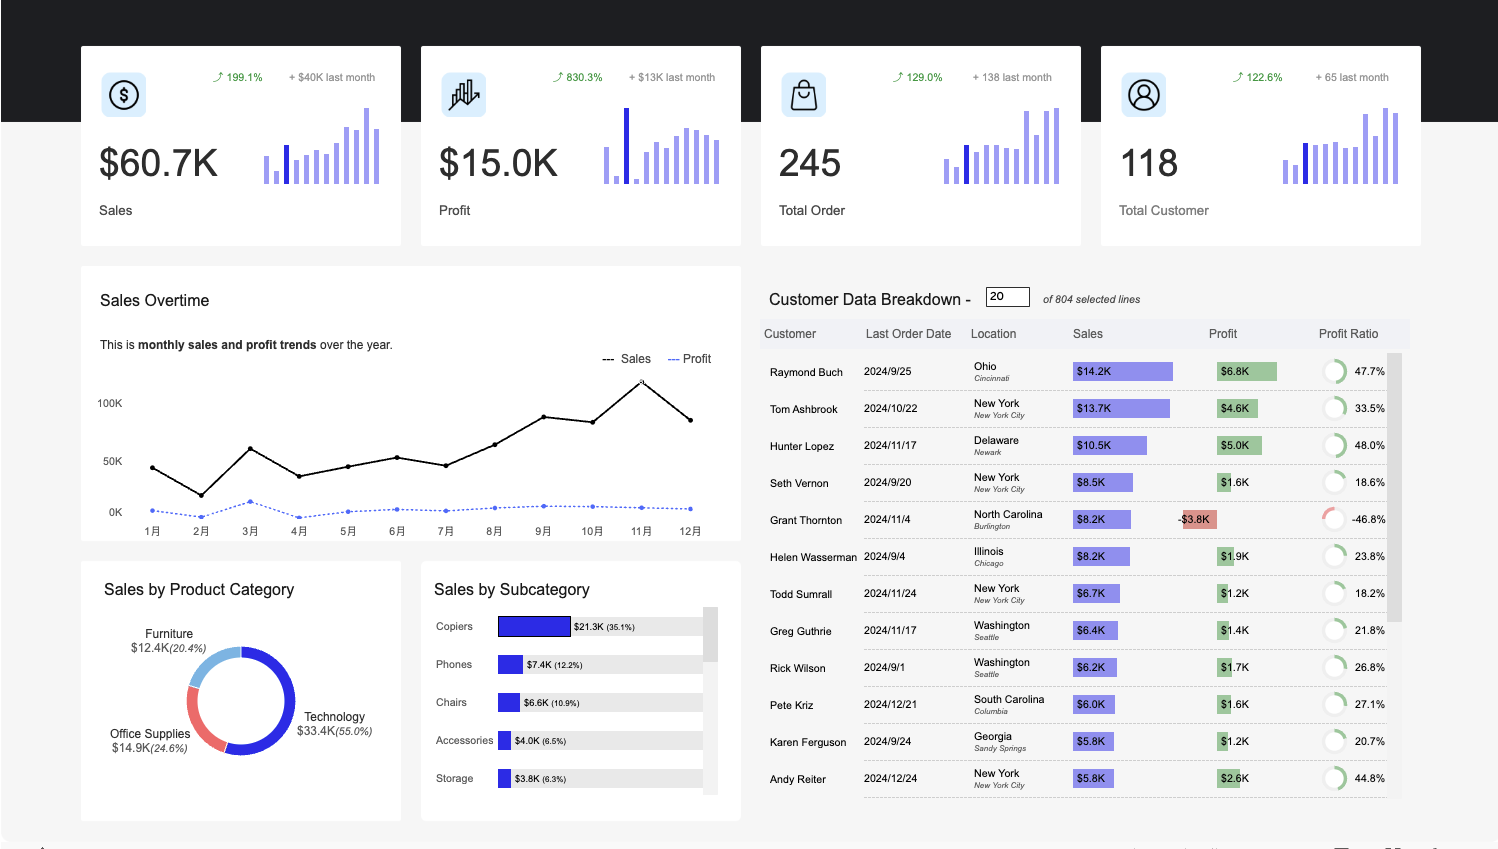 199.1% + $40K last month
$60.7K
Sales
830.3% + $13K last month
$15.0K
Profit
129.0% + 138 last month
245
Total Order
122.6% + 65 last month
118
Total Customer
Sales Overtime
This is monthly sales and profit trends over the year.
--- Sales --- Profit
100K
50K
0K
1月 2月 3月 4月 5月 6月 7月 8月 9月 10月 11月 12月
Sales by Product Category
Furniture
$12.4K(20.4%)
Technology
$33.4K(55.0%)
Office Supplies
$14.9K(24.6%)
Sales by Subcategory
Copiers $21.3K (35.1%)
Phones $7.4K (12.2%)
Chairs $6.6K (10.9%)
Accessories $4.0K (6.5%)
Storage $3.8K (6.3%)
Customer Data Breakdown - 20 of 804 selected lines
Customer Last Order Date Location Sales Profit Profit Ratio
Raymond Buch 2024/9/25 Ohio $14.2K $6.8K 47.7%
Cincinnati
Tom Ashbrook 2024/10/22 New York $13.7K $4.6K 33.5%
New York City
Hunter Lopez 2024/11/17 Delaware $10.5K $5.0K 48.0%
Newark
Seth Vernon 2024/9/20 New York $8.5K $1.6K 18.6%
New York City
Grant Thornton 2024/11/4 North Carolina $8.2K -$3.8K -46.8%
Burlington
Helen Wasserman 2024/9/4 Illinois $8.2K $1.9K 23.8%
Chicago
Todd Sumrall 2024/11/24 New York $6.7K $1.2K 18.2%
New York City
Greg Guthrie 2024/11/17 Washington $6.4K $1.4K 21.8%
Seattle
Rick Wilson 2024/9/1 Washington $6.2K $1.7K 26.8%
Seattle
Pete Kriz 2024/12/21 South Carolina $6.0K $1.6K 27.1%
Columbia
Karen Ferguson 2024/9/24 Georgia $5.8K $1.2K 20.7%
Sandy Springs
Andy Reiter 2024/12/24 New York $5.8K $2.6K 44.8%
New York City